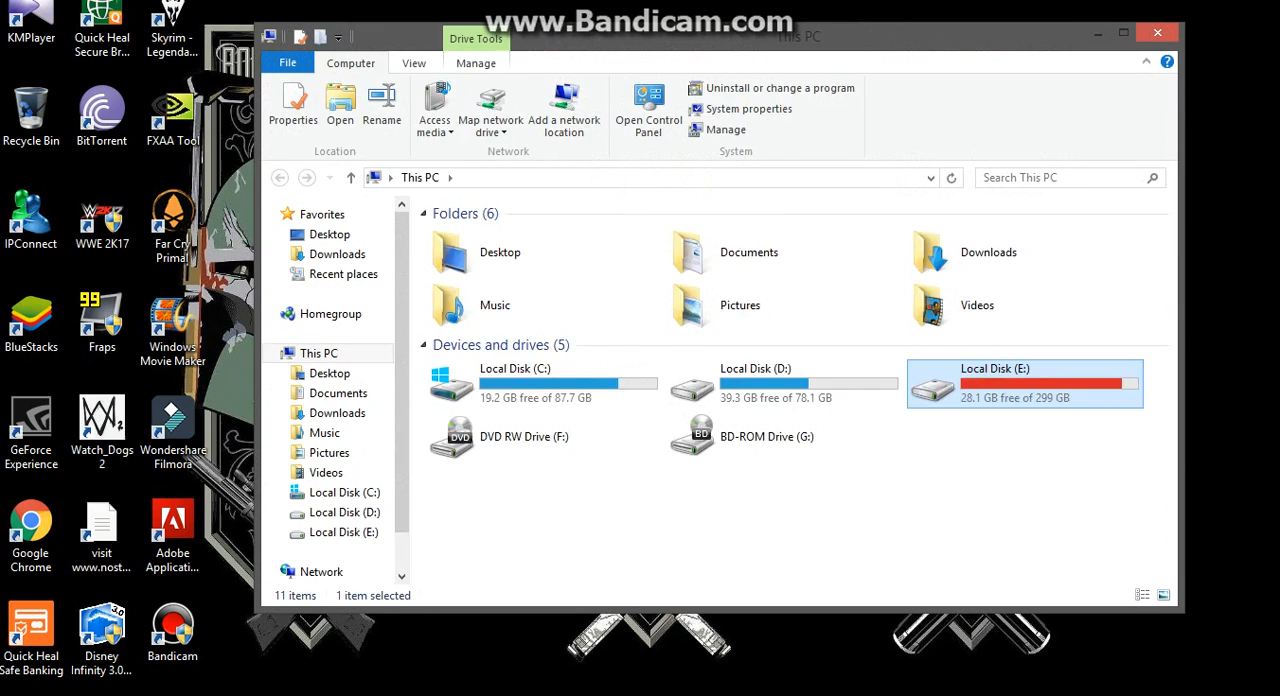 www.Bandicam.com
KMPlayer
Quick Heal
Secure Br...
Skyrim -
Legenda...
Recycle Bin
BitTorrent
FXAA Tool
IPConnect
WWE 2K17
Far Cry
Primal
BlueStacks
99
Fraps
Windows
Movie Maker
GeForce
Experience
Watch_Dogs
2
Wondershare
Filmora
Google
Chrome
visit
www.nost...
Adobe
Applicati...
Quick Heal
Safe Banking
3.0
Disney
Infinity 3.0...
Bandicam
Drive Tools
This PC
File
Computer
View
Manage
Properties
Open
Rename
Location
Access
media
Map network
drive
Add a network
location
Network
Open Control
Panel
Uninstall or change a program
System properties
Manage
System
This PC
Search This PC
Favorites
Desktop
Downloads
Recent places
Homegroup
This PC
Desktop
Documents
Downloads
Music
Pictures
Videos
Local Disk (C:)
Local Disk (D:)
Local Disk (E:)
Network
Folders (6)
Desktop
Documents
Downloads
Music
Pictures
Videos
Devices and drives (5)
Local Disk (C:)
19.2 GB free of 87.7 GB
Local Disk (D:)
39.3 GB free of 78.1 GB
Local Disk (E:)
28.1 GB free of 299 GB
DVD
DVD RW Drive (F:)
BD
BD-ROM Drive (G:)
11 items
1 item selected